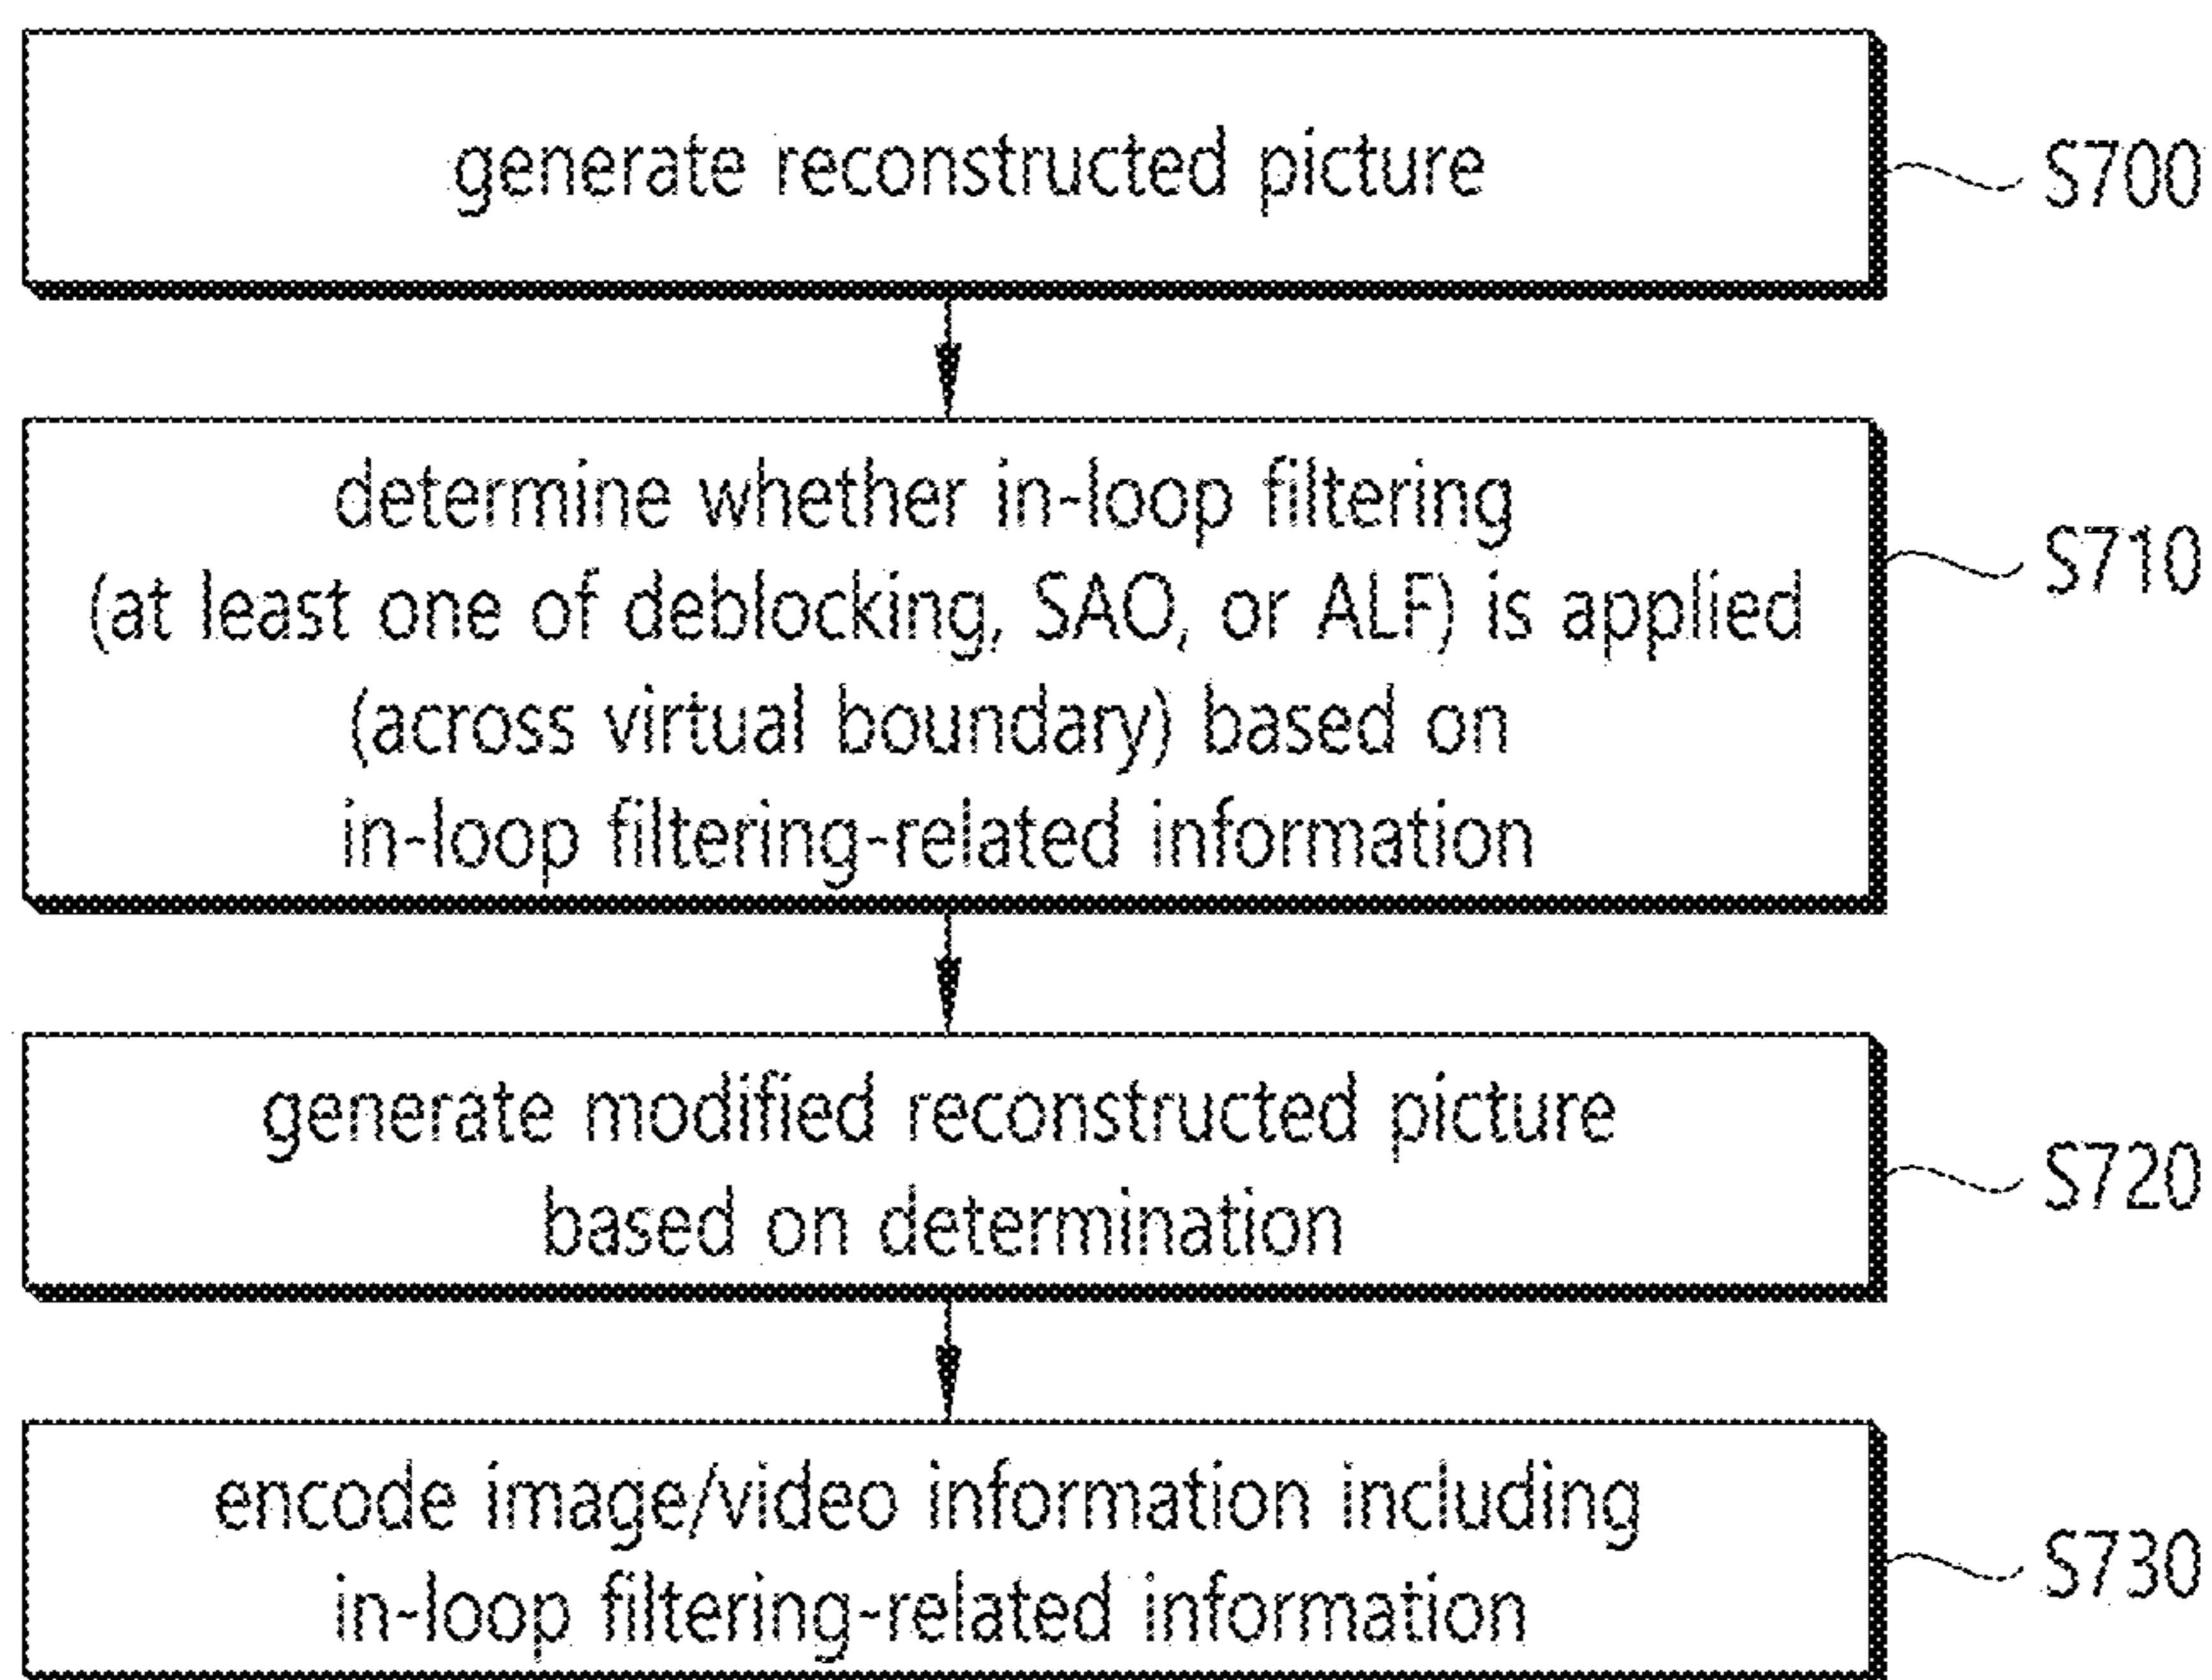 generate reconstructed picture
S700
determine whether in-loop filtering
(at least one of deblocking, SAO, or ALF) is applied
(across virtual boundary) based on
in-loop filtering-related information
S710
generate modified reconstructed picture
based on determination
S720
encode image/video information including
in-loop filtering-related information
S730